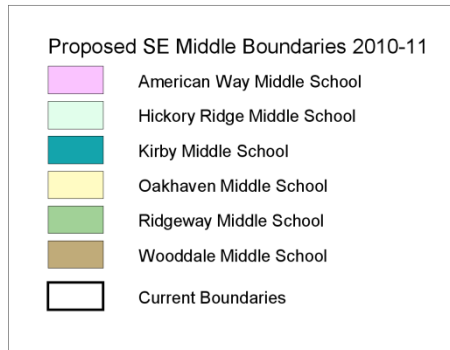 Proposed SE Middle Boundaries 2010-11
American Way Middle School
Hickory Ridge Middle School
Kirby Middle School
Oakhaven Middle School
Ridgeway Middle School
Wooddale Middle School
Current Boundaries